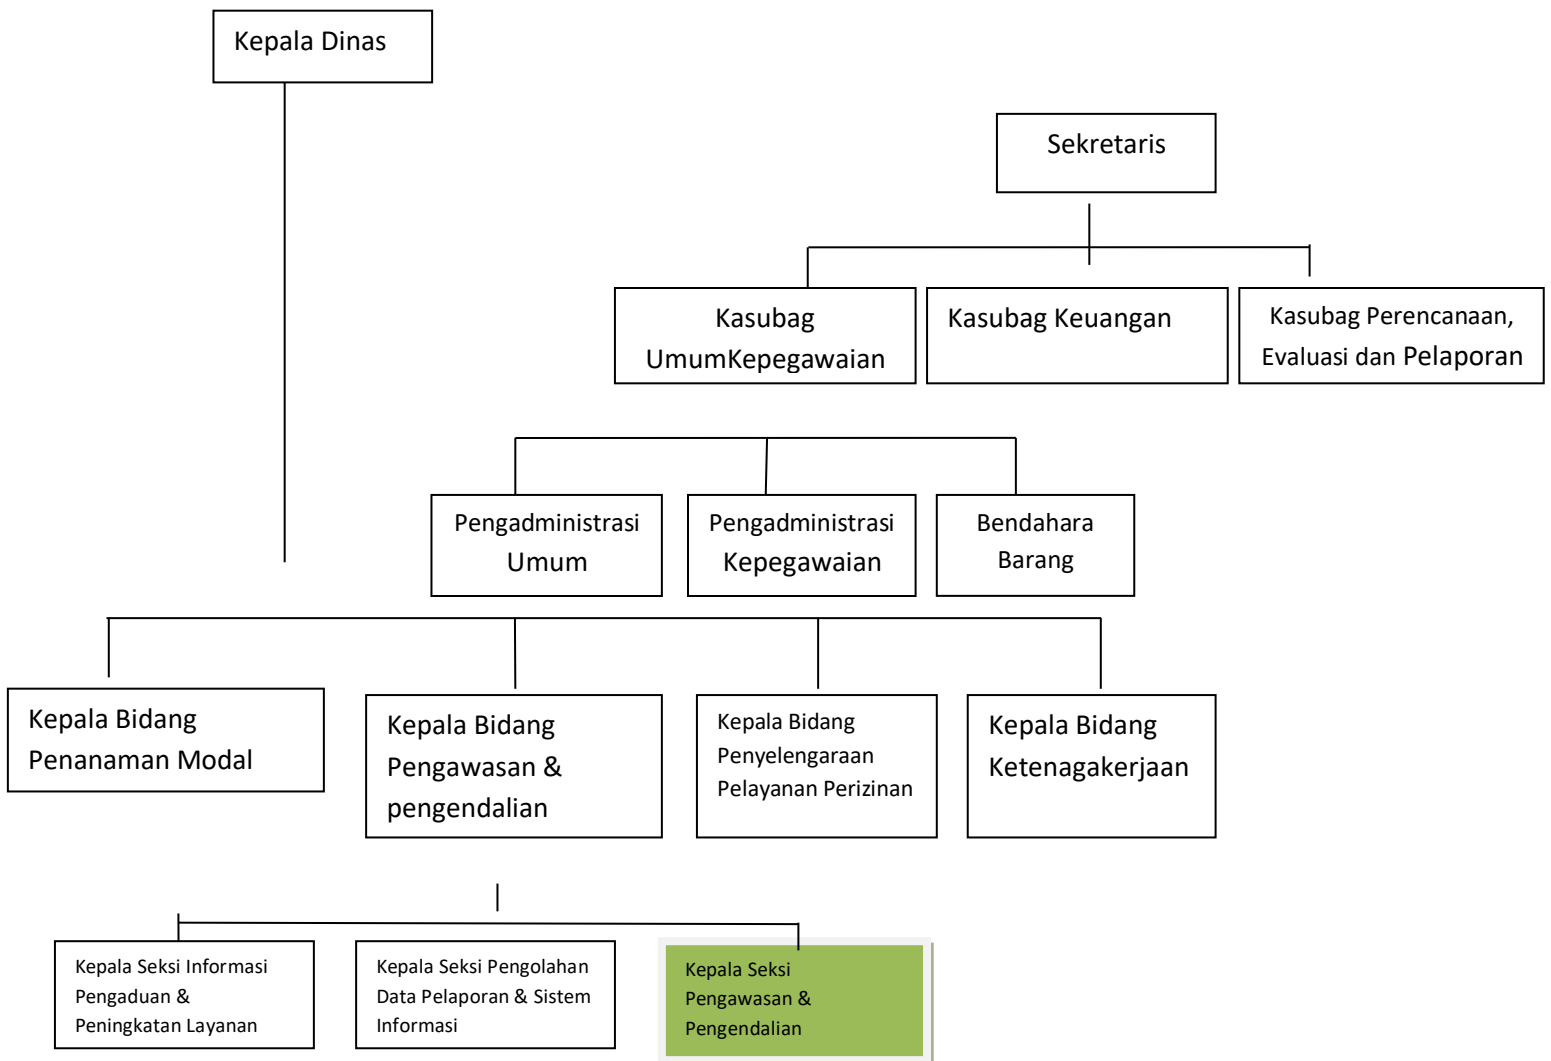 Kepala Dinas
Sekretaris
Kasubag
UmumKepegawaian
Kasubag Keuangan
Kasubag Perencanaan,
Evaluasi dan Pelaporan
Pengadministrasi
Umum
Pengadministrasi
Kepegawaian
Bendahara
Barang
Kepala Bidang
Penanaman Modal
Kepala Bidang
Pengawasan &
pengendalian
Kepala Bidang
Penyelengaraan
Pelayanan Perizinan
Kepala Bidang
Ketenagakerjaan
Kepala Seksi Informasi
Pengaduan &
Peningkatan Layanan
Kepala Seksi Pengolahan
Data Pelaporan & Sistem
Informasi
Kepala Seksi
Pengawasan &
Pengendalian